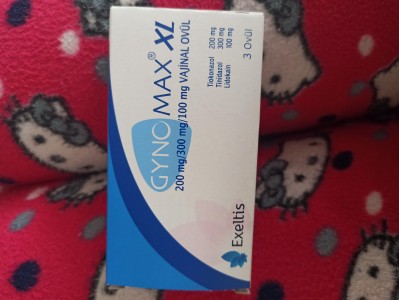 GYNOMAX® XL
200 mg/300 mg/100 mg VAJİNAL OVÜL
Tiokonazol 200 mg
Tinidazol 300 mg
Lidokain 100 mg
3 Ovül
Exeltis